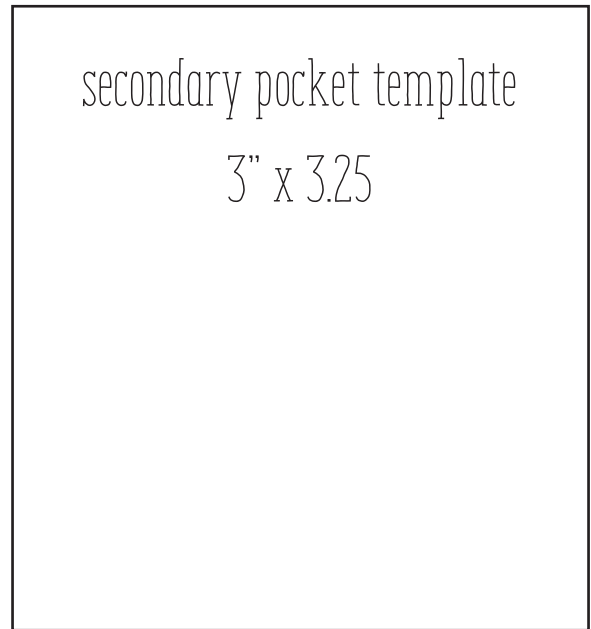 secondary pocket template
3” x 3.25